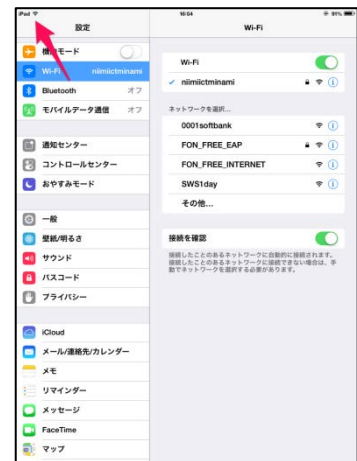 iPad
16:54
91%
設定
Wi-Fi
機内モード
Wi-Fi niimiictminami
Bluetooth オフ
モバイルデータ通信 オフ
通知センター
コントロールセンター
おやすみモード
一般
壁紙/明るさ
サウンド
パスコード
プライバシー
iCloud
メール/連絡先/カレンダー
メモ
リマインダー
メッセージ
FaceTime
マップ
Wi-Fi
niimiictminami
ネットワークを選択...
0001softbank
FON_FREE_EAP
FON_FREE_INTERNET
SWS1day
その他...
接続を確認
接続したことのあるネットワークに自動的に接続されます。
接続したことのあるネットワークに接続できない場合は、手
動でネットワークを選択する必要があります。